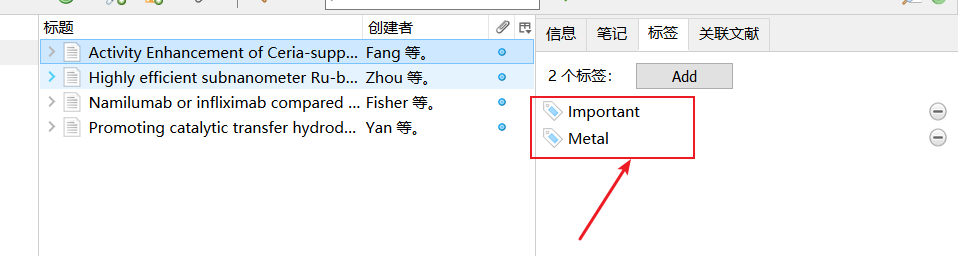 标题 创建者
Activity Enhancement of Ceria-supp... Fang 等。
Highly efficient subnanometer Ru-b... Zhou 等。
Namilumab or infliximab compared ... Fisher 等。
Promoting catalytic transfer hydrod... Yan 等。
信息 笔记 标签 关联文献
2 个标签： Add
Important
Metal